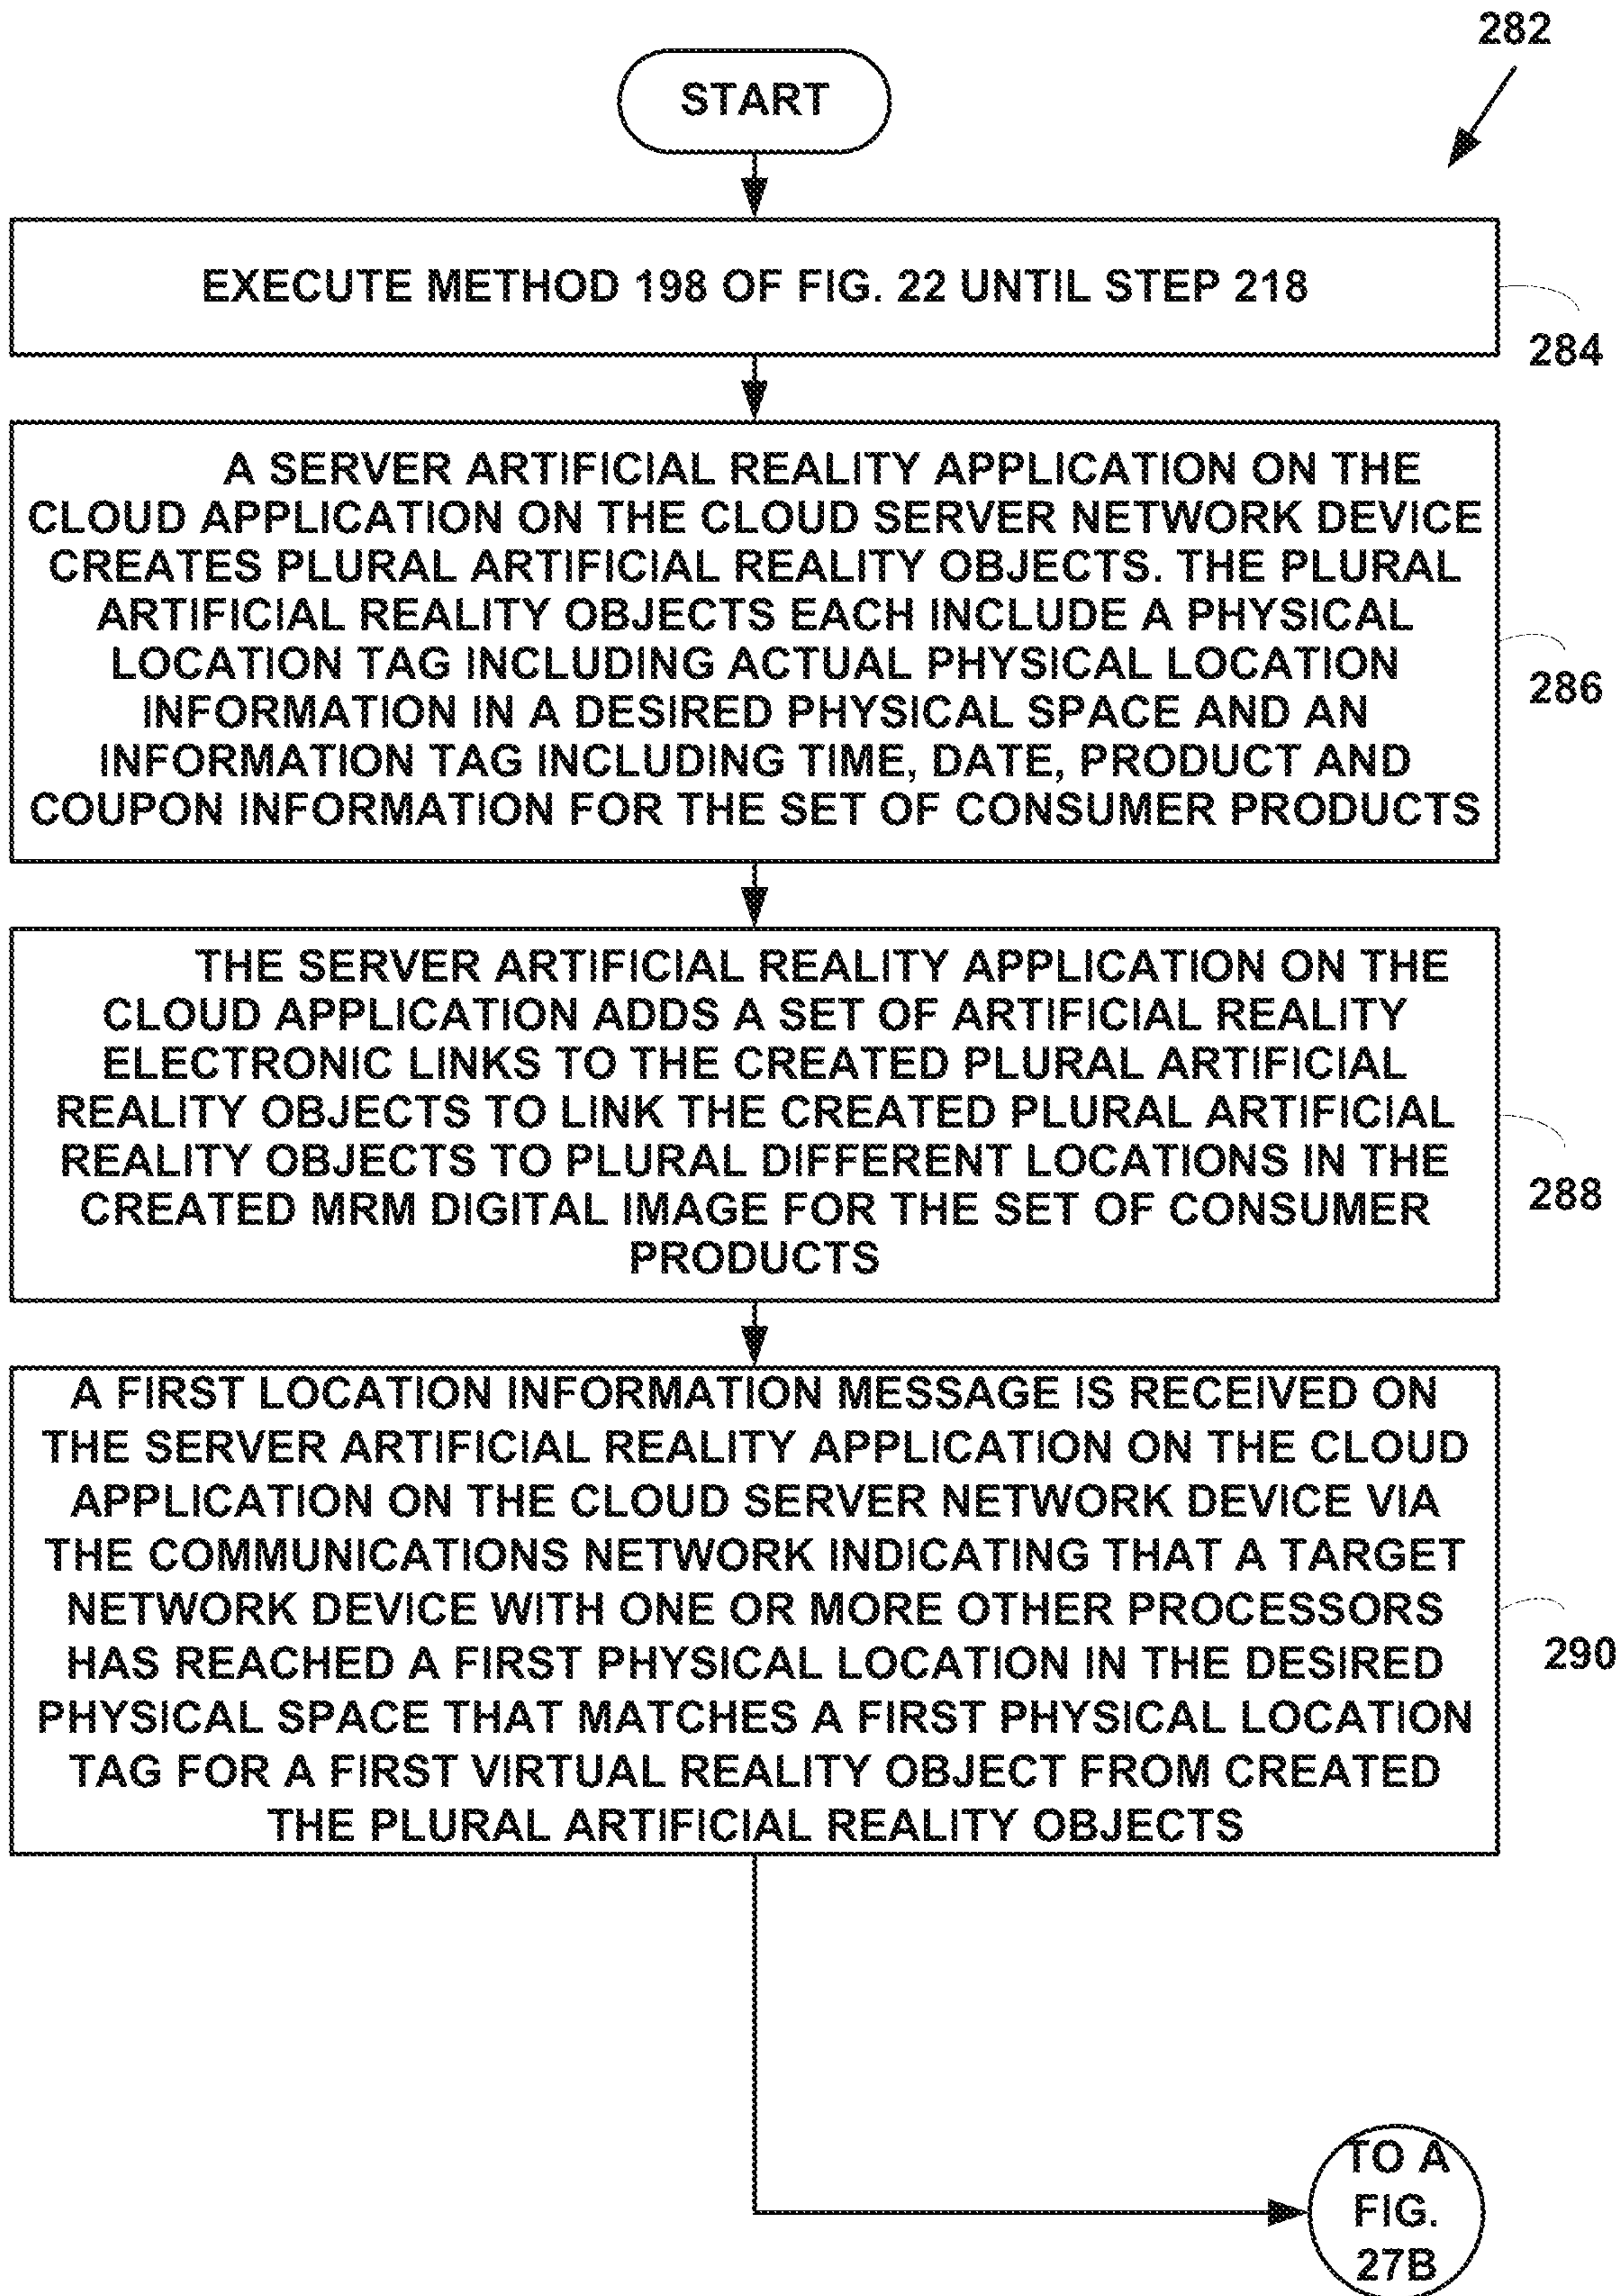 282
START
EXECUTE METHOD 198 OF FIG. 22 UNTIL STEP 218
284
A SERVER ARTIFICIAL REALITY APPLICATION ON THE
CLOUD APPLICATION ON THE CLOUD SERVER NETWORK DEVICE
CREATES PLURAL ARTIFICIAL REALITY OBJECTS. THE PLURAL
ARTIFICIAL REALITY OBJECTS EACH INCLUDE A PHYSICAL
LOCATION TAG INCLUDING ACTUAL PHYSICAL LOCATION
INFORMATION IN A DESIRED PHYSICAL SPACE AND AN
INFORMATION TAG INCLUDING TIME, DATE, PRODUCT AND
COUPON INFORMATION FOR THE SET OF CONSUMER PRODUCTS
286
THE SERVER ARTIFICIAL REALITY APPLICATION ON THE
CLOUD APPLICATION ADDS A SET OF ARTIFICIAL REALITY
ELECTRONIC LINKS TO THE CREATED PLURAL ARTIFICIAL
REALITY OBJECTS TO LINK THE CREATED PLURAL ARTIFICIAL
REALITY OBJECTS TO PLURAL DIFFERENT LOCATIONS IN THE
CREATED MRM DIGITAL IMAGE FOR THE SET OF CONSUMER
PRODUCTS
288
A FIRST LOCATION INFORMATION MESSAGE IS RECEIVED ON
THE SERVER ARTIFICIAL REALITY APPLICATION ON THE CLOUD
APPLICATION ON THE CLOUD SERVER NETWORK DEVICE VIA
THE COMMUNICATIONS NETWORK INDICATING THAT A TARGET
NETWORK DEVICE WITH ONE OR MORE OTHER PROCESSORS
HAS REACHED A FIRST PHYSICAL LOCATION IN THE DESIRED
PHYSICAL SPACE THAT MATCHES A FIRST PHYSICAL LOCATION
TAG FOR A FIRST VIRTUAL REALITY OBJECT FROM CREATED
THE PLURAL ARTIFICIAL REALITY OBJECTS
290
TO A
FIG.
27B